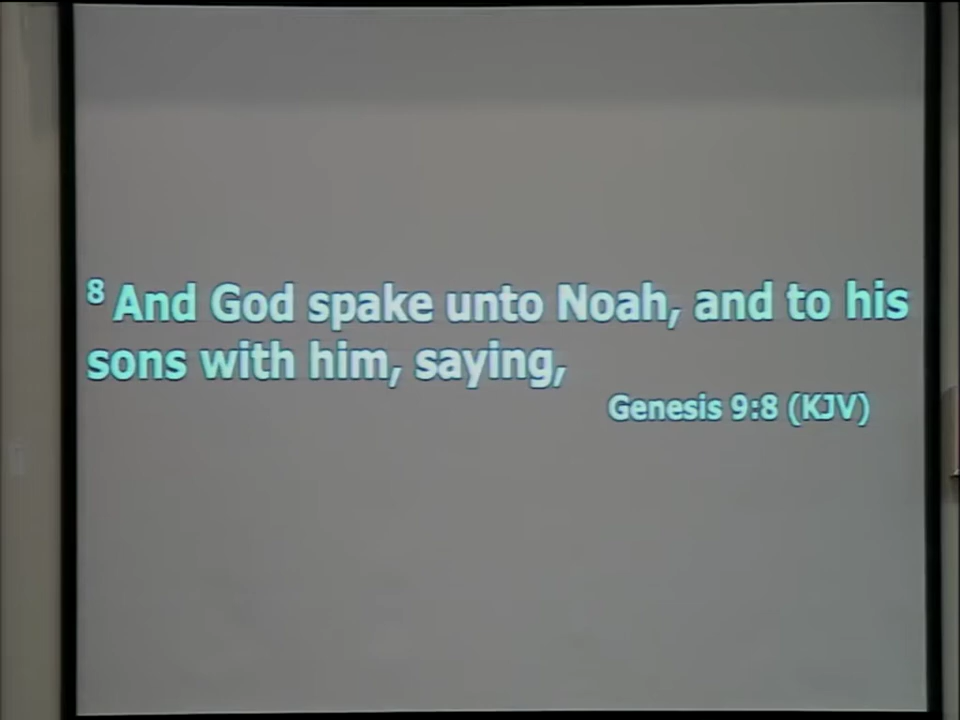 8 And God spake unto Noah, and to his
sons with him, saying,
Genesis 9:8 (KJV)